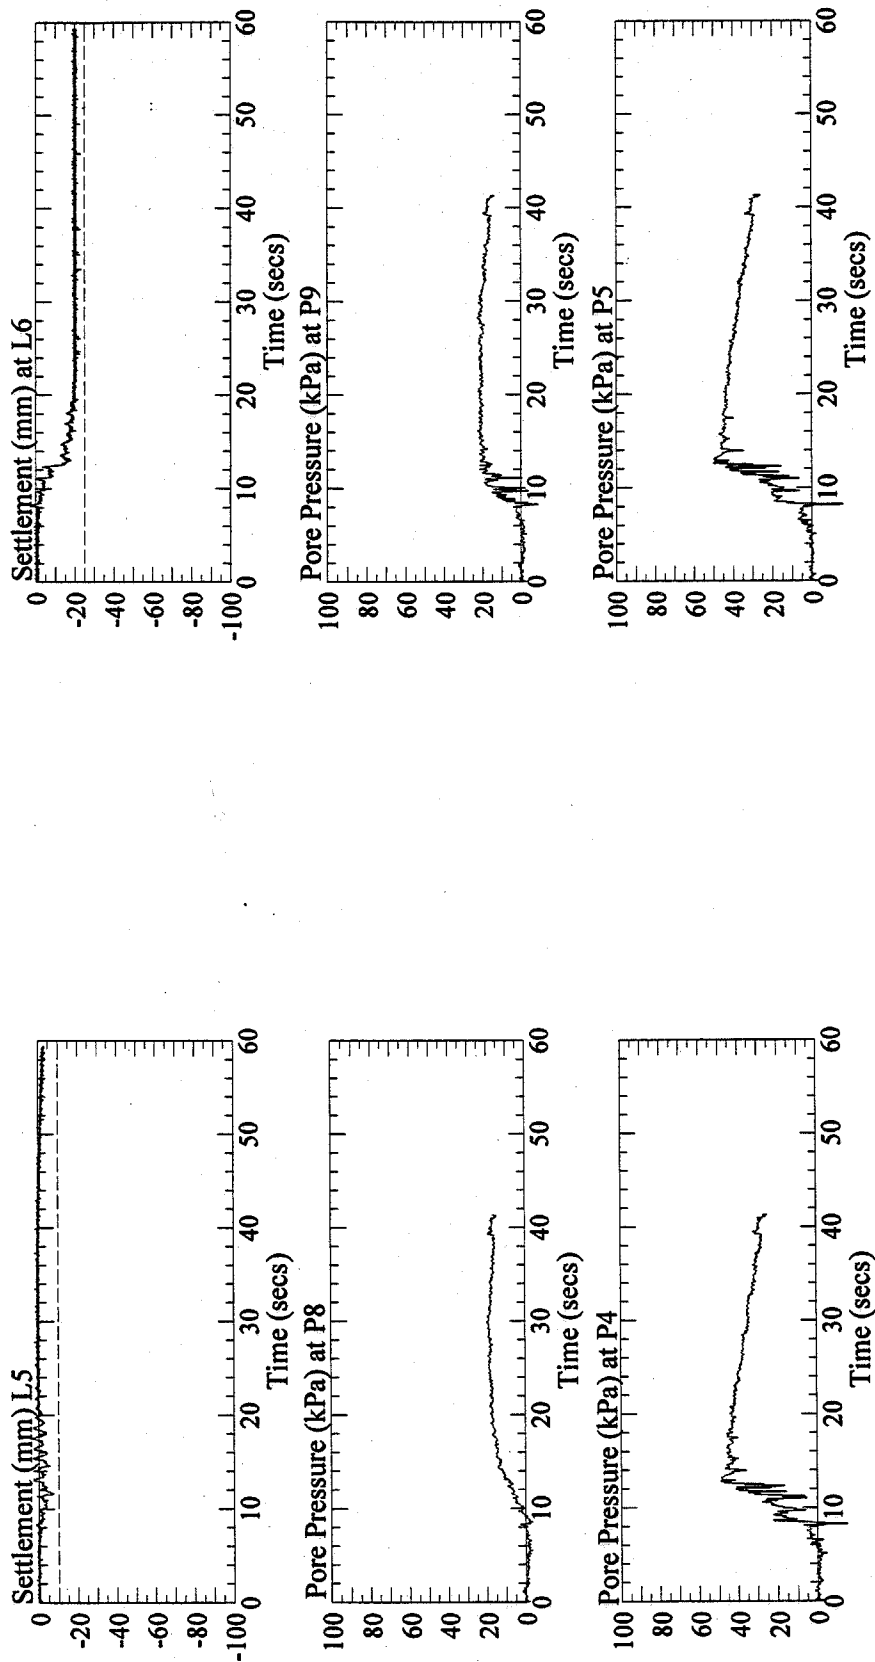 Settlement (mm) L5
0
-20
-40
-60
-80
-100
0 10 20 30 40 50 60
Time (secs)
Pore Pressure (kPa) at P8
100
80
60
40
20
0
0 10 20 30 40 50 60
Time (secs)
Pore Pressure (kPa) at P4
100
80
60
40
20
0
0 10 20 30 40 50 60
Time (secs)
Settlement (mm) at L6
0
-20
-40
-60
-80
-100
0 10 20 30 40 50 60
Time (secs)
Pore Pressure (kPa) at P9
100
80
60
40
20
0
0 10 20 30 40 50 60
Time (secs)
Pore Pressure (kPa) at P5
100
80
60
40
20
0
0 10 20 30 40 50 60
Time (secs)